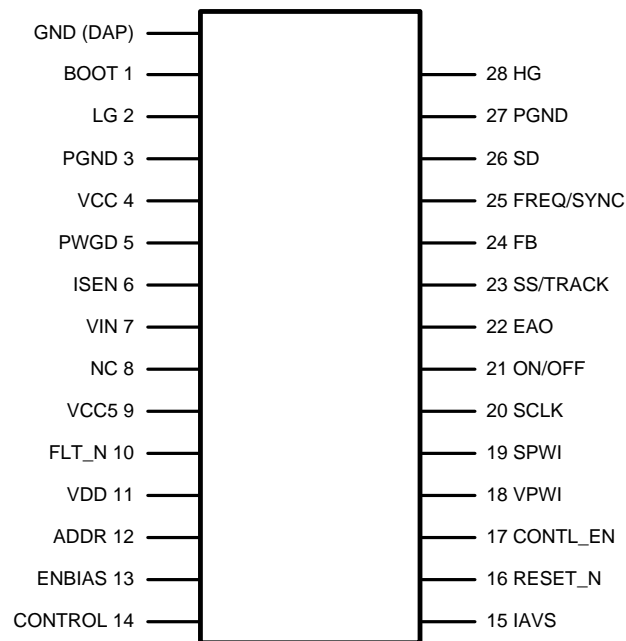 GND (DAP)
BOOT 1
LG 2
PGND 3
VCC 4
PWGD 5
ISEN 6
VIN 7
NC 8
VCC5 9
FLT_N 10
VDD 11
ADDR 12
ENBIAS 13
CONTROL 14
28 HG
27 PGND
26 SD
25 FREQ/SYNC
24 FB
23 SS/TRACK
22 EAO
21 ON/OFF
20 SCLK
19 SPWI
18 VPWI
17 CONTL_EN
16 RESET_N
15 IAVS